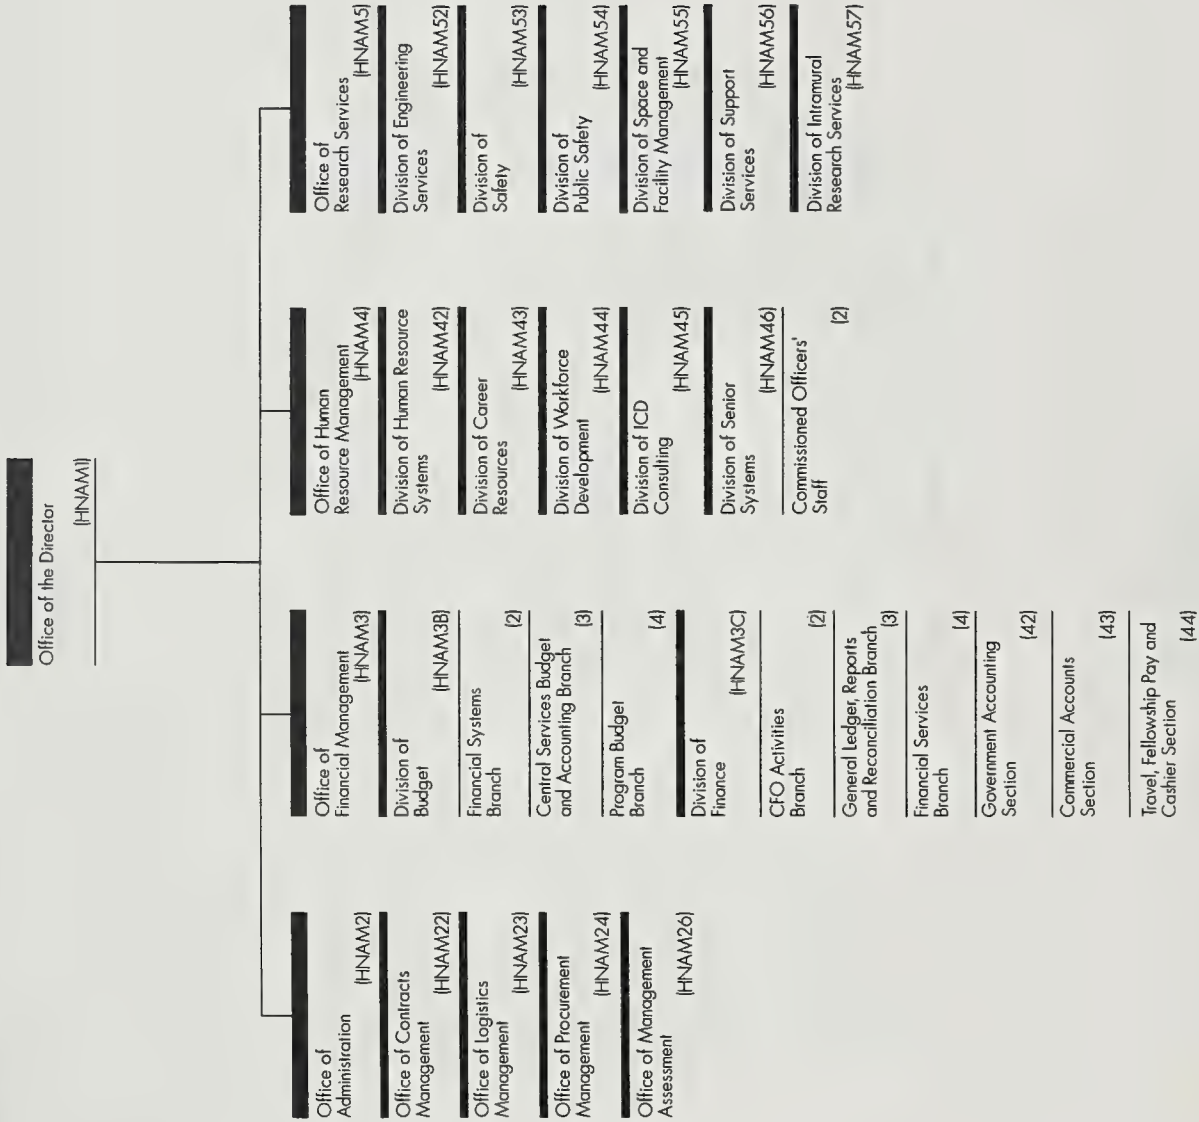 Office of the Director
(HNAM1)
Office of
Administration
(HNAM2)
Office of Contracts
Management
(HNAM22)
Office of Logistics
Management
(HNAM23)
Office of Procurement
Management
(HNAM24)
Office of Management
Assessment
(HNAM26)
Office of
Financial Management
(HNAM3)
Division of
Budget
(HNAM3B)
Financial Systems
Branch
(2)
Central Services Budget
and Accounting Branch
(3)
Program Budget
Branch
(4)
Division of
Finance
(HNAM3C)
CFO Activities
Branch
(2)
General Ledger, Reports
and Reconciliation Branch
(3)
Financial Services
Branch
(4)
Government Accounting
Section
(42)
Commercial Accounts
Section
(43)
Travel, Fellowship Pay and
Cashier Section
(44)
Office of Human
Resource Management
(HNAM4)
Division of Human Resource
Systems
(HNAM42)
Division of Career
Resources
(HNAM43)
Division of Workforce
Development
(HNAM44)
Division of ICD
Consulting
(HNAM45)
Division of Senior
Systems
(HNAM46)
Commissioned Officers'
Staff
(2)
Office of
Research Services
(HNAM5)
Division of Engineering
Services
(HNAM52)
Division of
Safety
(HNAM53)
Division of
Public Safety
(HNAM54)
Division of Space and
Facility Management
(HNAM55)
Division of Support
Services
(HNAM56)
Division of Intramural
Research Services
(HNAM57)